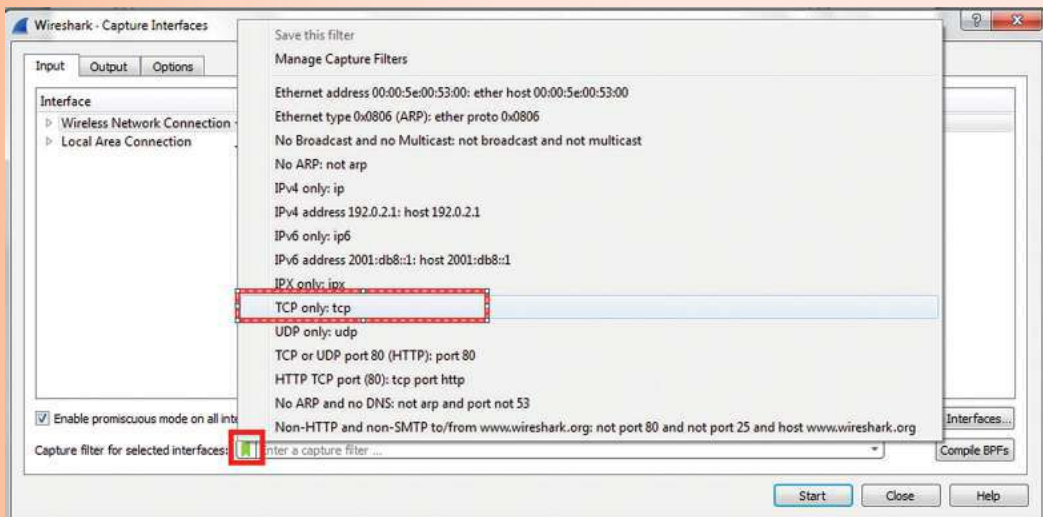 Wireshark - Capture Interfaces
Save this filter
Manage Capture Filters
Input Output Options
Interface
Wireless Network Connection
Local Area Connection
Ethernet address 00:00:5e:00:53:00: ether host 00:00:5e:00:53:00
Ethernet type 0x0806 (ARP): ether proto 0x0806
No Broadcast and no Multicast: not broadcast and not multicast
No ARP: not arp
IPv4 only: ip
IPv4 address 192.0.2.1: host 192.0.2.1
IPv6 only: ip6
IPv6 address 2001:db8::1: host 2001:db8::1
IPX only: ipx
TCP only: tcp
UDP only: udp
TCP or UDP port 80 (HTTP): port 80
HTTP TCP port (80): tcp port http
No ARP and no DNS: not arp and port not 53
Non-HTTP and non-SMTP to/from www.wireshark.org: not port 80 and not port 25 and host www.wireshark.org
Enable promiscuous mode on all int
Interfaces...
Capture filter for selected interfaces: Enter a capture filter ...
Compile BPFs
Start Close Help